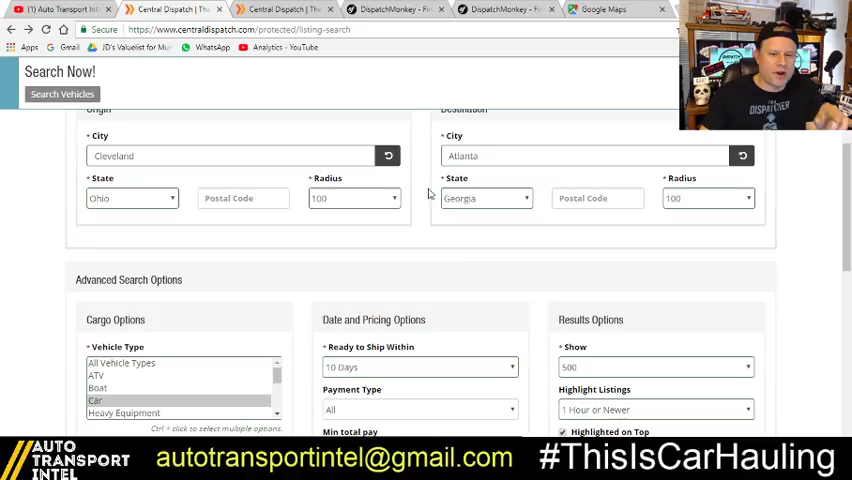 (1) Auto Transport Int
Central Dispatch | The
Central Dispatch | The
DispatchMonkey - Fin
DispatchMonkey - Fin
Google Maps
Secure
https://www.centraldispatch.com/protected/listing-search
Apps
Gmail
JD's Valuelist for Mus
WhatsApp
Analytics - YouTube
Search Now!
Search Vehicles
Origin
Destination
* City
* City
Cleveland
Atlanta
* State
* Radius
* State
* Radius
Ohio
Postal Code
100
Georgia
Postal Code
100
Advanced Search Options
Cargo Options
Date and Pricing Options
Results Options
* Vehicle Type
* Ready to Ship Within
* Show
All Vehicle Types
ATV
Boat
Car
Heavy Equipment
10 Days
500
Payment Type
Highlight Listings
All
1 Hour or Newer
Ctrl + click to select multiple options.
Min total pay
Highlighted on Top
DISPATCHER
AUTO
TRANSPORT
INTEL
autotransportintel@gmail.com
#ThisIsCarHauling